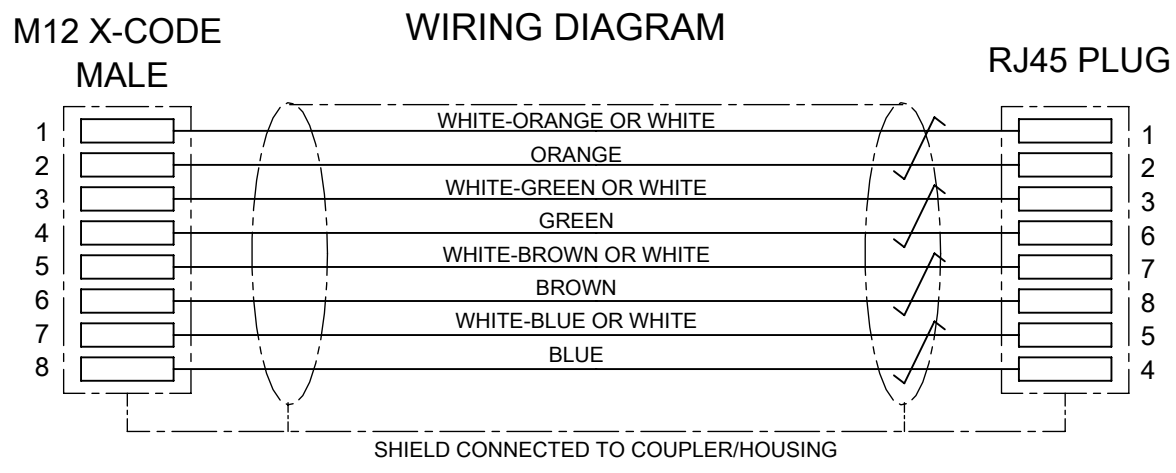 WIRING DIAGRAM
M12 X-CODE
MALE
RJ45 PLUG
1 WHITE-ORANGE OR WHITE 1
2 ORANGE 2
3 WHITE-GREEN OR WHITE 3
4 GREEN 6
5 WHITE-BROWN OR WHITE 7
6 BROWN 8
7 WHITE-BLUE OR WHITE 5
8 BLUE 4
SHIELD CONNECTED TO COUPLER/HOUSING